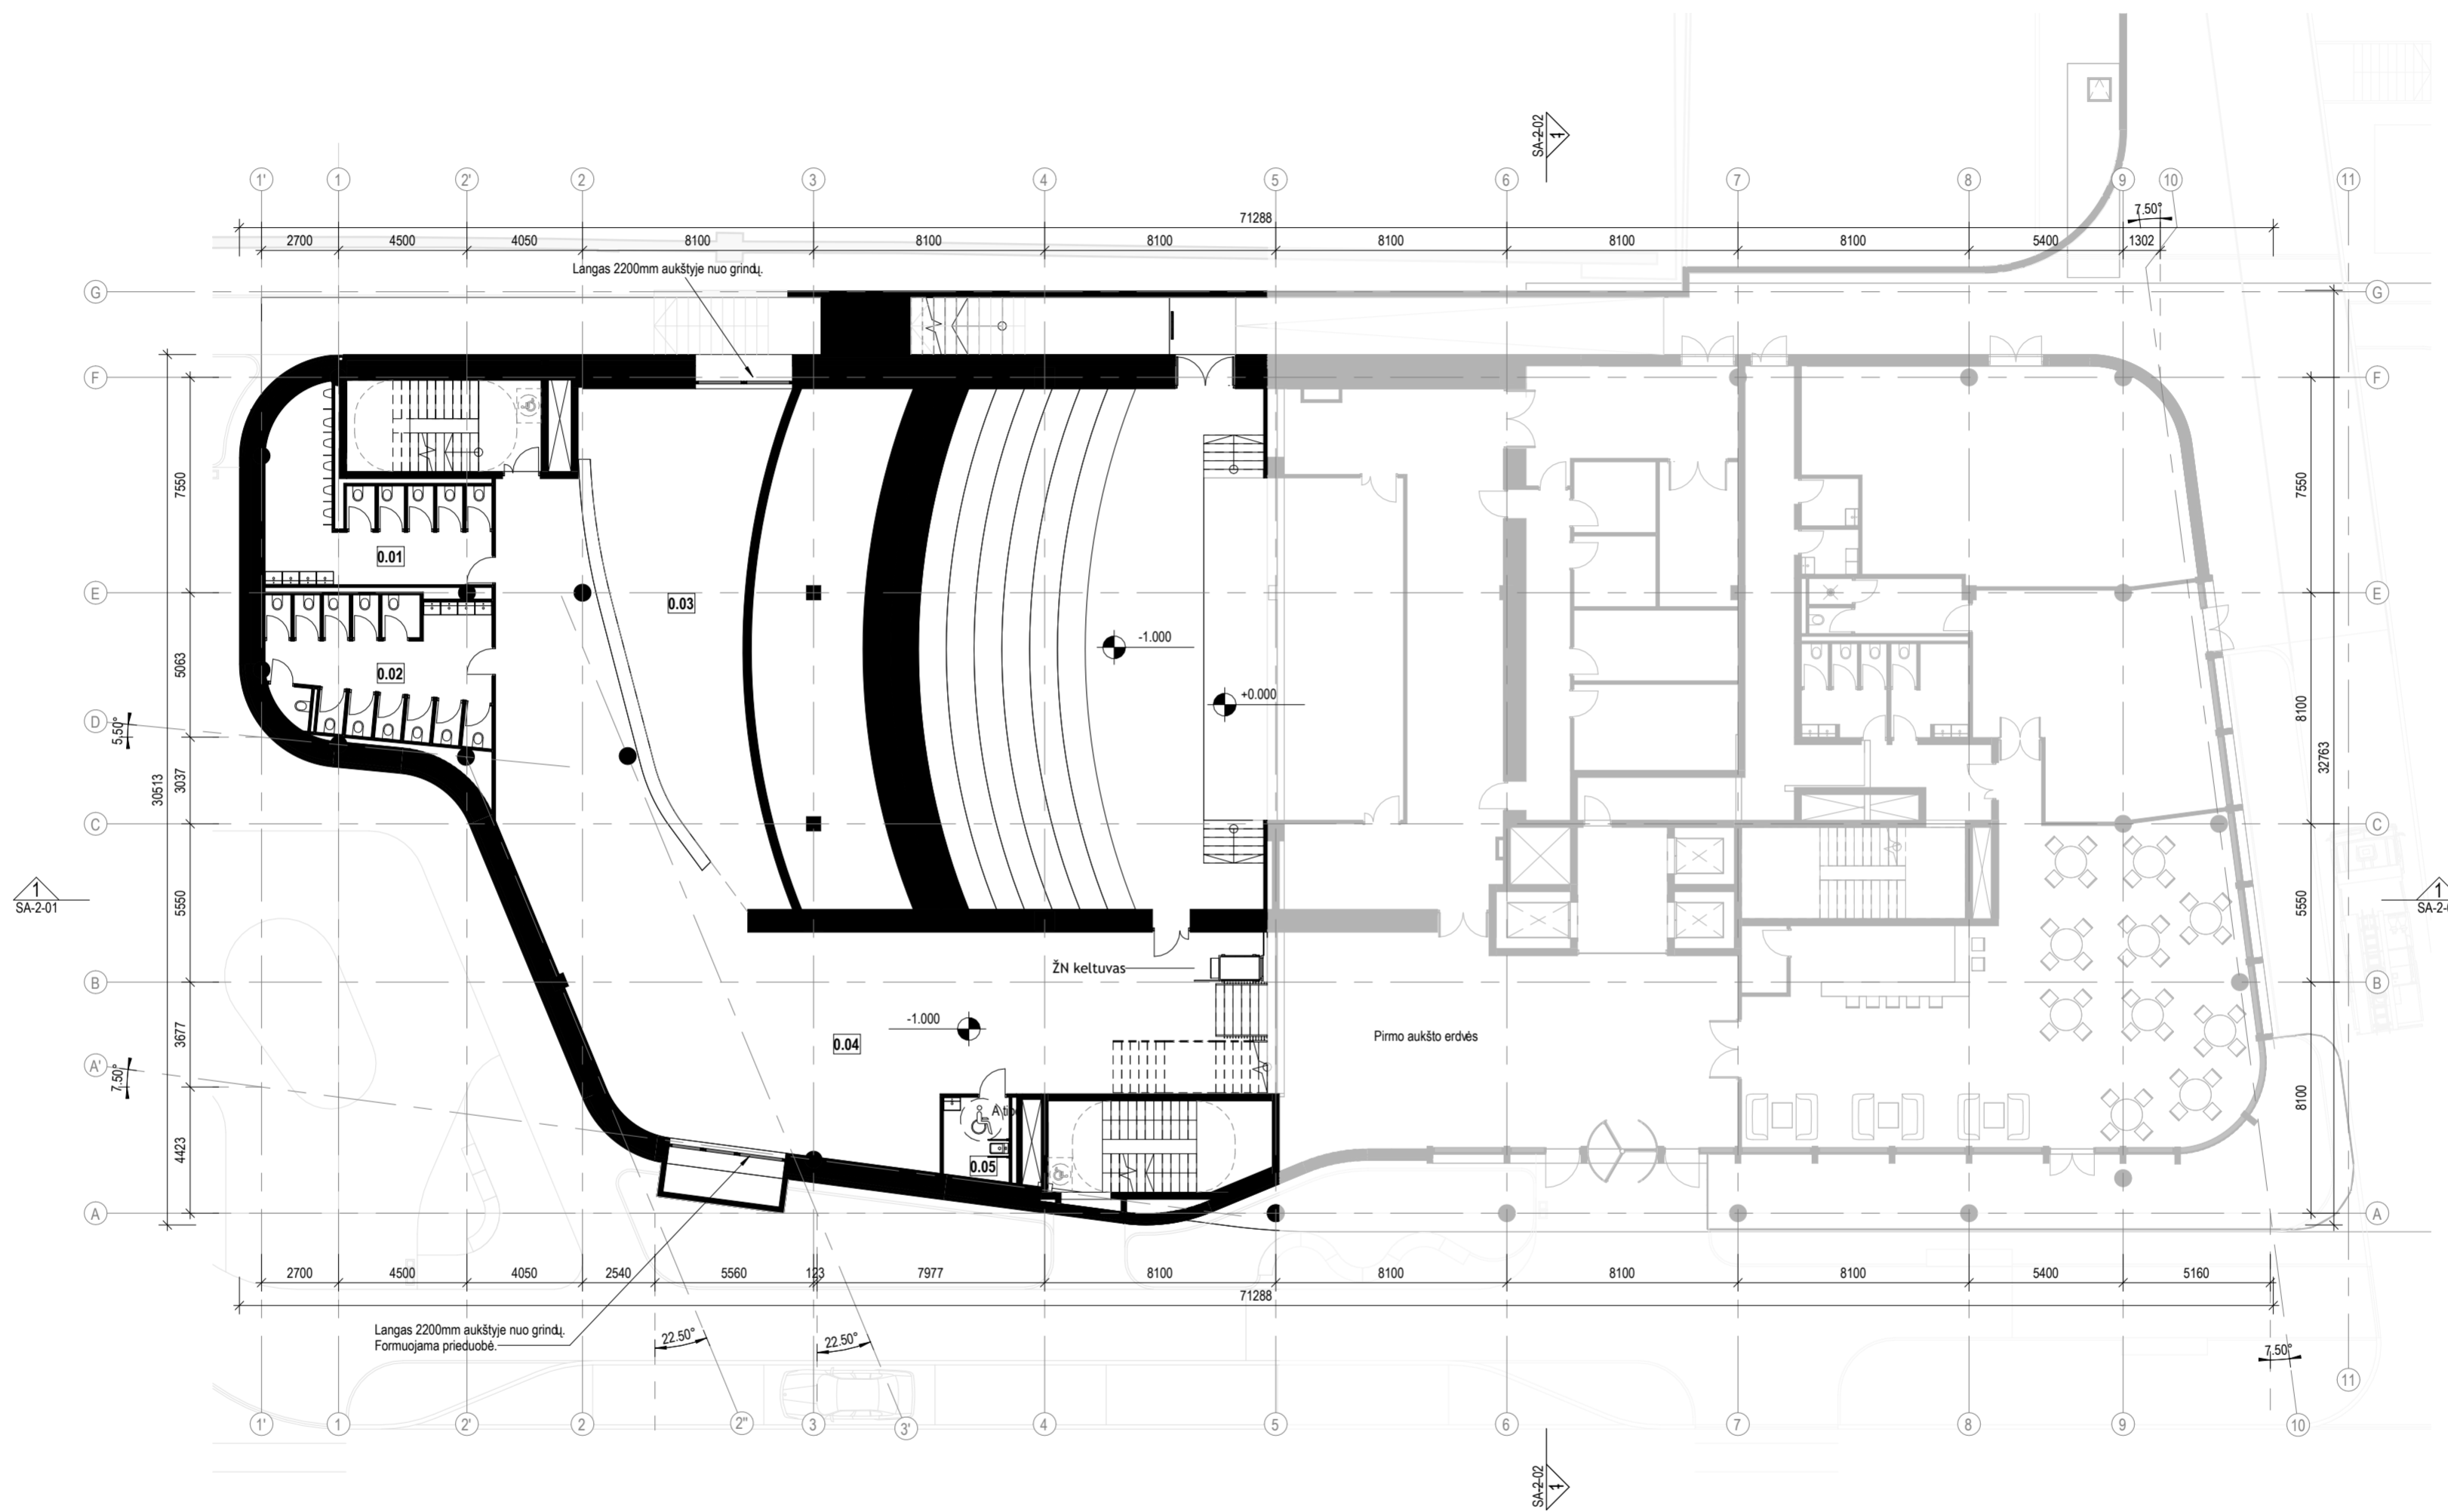 SA-2-02
1
1' 1 2' 2 3 4 5 6 7 8 9 10 11
71288
7.50°
2700 4500 4050 8100 8100 8100 8100 8100 8100 5400 1302
Langas 2200mm aukštyje nuo grindų.
G G
F F
7550 7550
0.01
E E
0.03
-1.000
5063
0.02
+0.000
8100
D
5.50°
30513
3037
32763
C C
1
SA-2-01
5550 5550
1
ŽN keltuvas
B B
3677
-1.000
0.04
Pirmo aukšto erdvės
A'
7.50°
8100
4423
0.05
A A
2700 4500 4050 2540 5560 123 7977 8100 8100 8100 8100 5400 5160
71288
Langas 2200mm aukštyje nuo grindų.
Formuojama prieduobė.
22.50° 22.50°
7.50°
11
1' 1 2' 2 2" 3 3' 4 5 6 7 8 9 10
SA-2-02
1